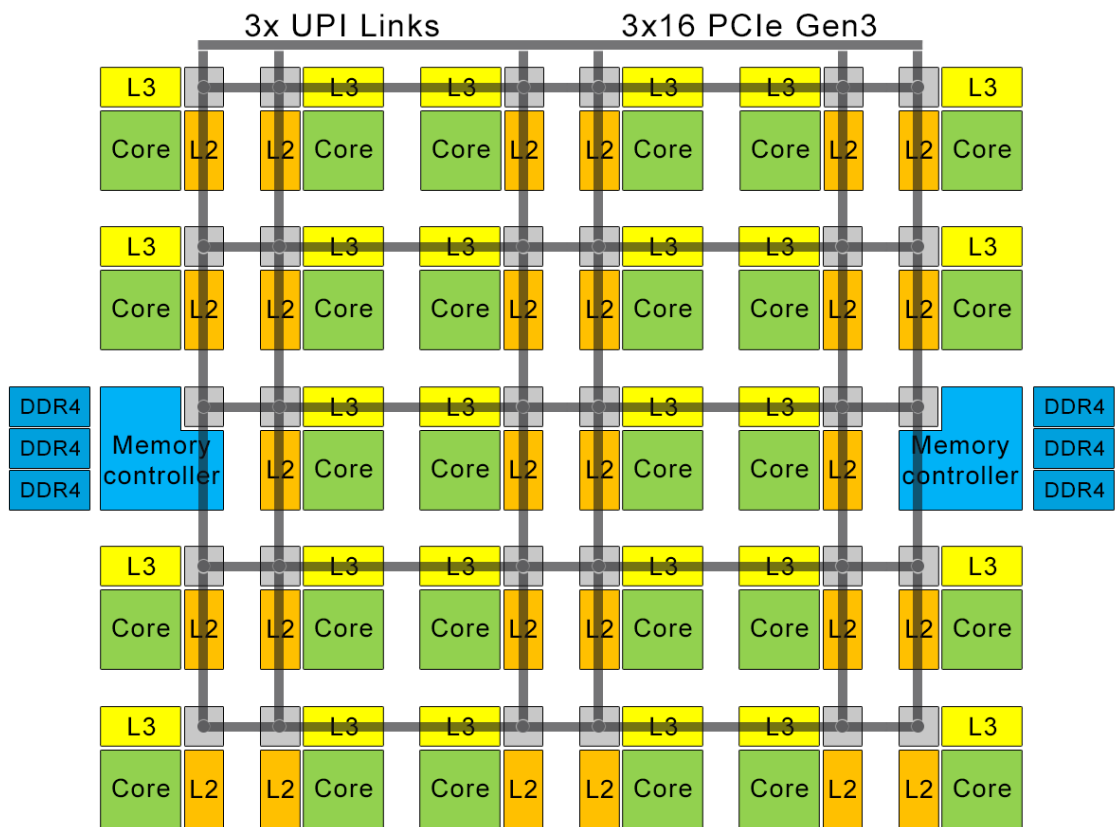 3x UPI Links 3x16 PCIe Gen3
L3 L3 L3 L3 L3 L3
Core L2 L2 Core Core L2 L2 Core Core L2 L2 Core
L3 L3 L3 L3 L3 L3
Core L2 L2 Core Core L2 L2 Core Core L2 L2 Core
DDR4 L3 L3 L3 L3 DDR4
DDR4 Memory Memory DDR4
controller L2 Core Core L2 L2 Core Core L2 controller
DDR4 DDR4
L3 L3 L3 L3 L3 L3
Core L2 L2 Core Core L2 L2 Core Core L2 L2 Core
L3 L3 L3 L3 L3 L3
Core L2 L2 Core Core L2 L2 Core Core L2 L2 Core